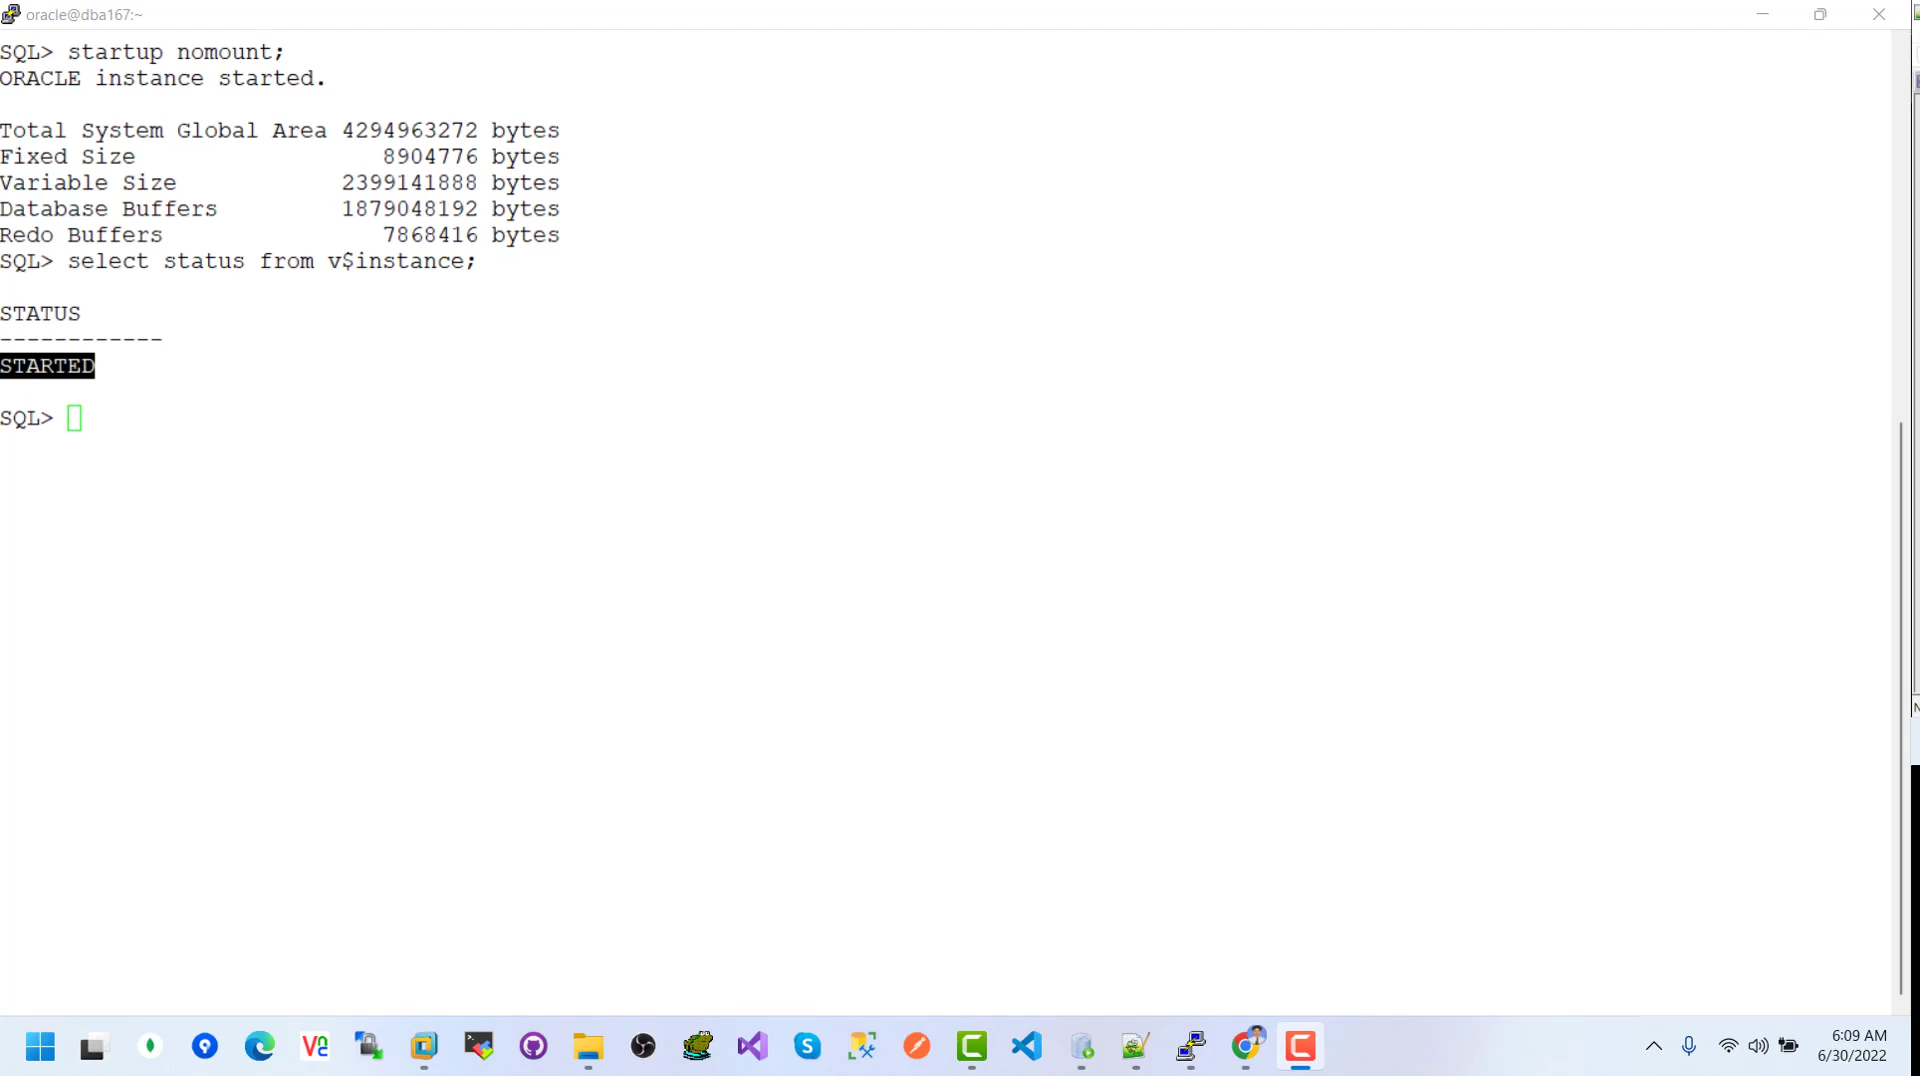 oracle@dba167:~
SQL> startup nomount;
ORACLE instance started.
Total System Global Area 4294963272 bytes
Fixed Size 8904776 bytes
Variable Size 2399141888 bytes
Database Buffers 1879048192 bytes
Redo Buffers 7868416 bytes
SQL> select status from v$instance;
STATUS
------------
STARTED
SQL>
6:09 AM
6/30/2022